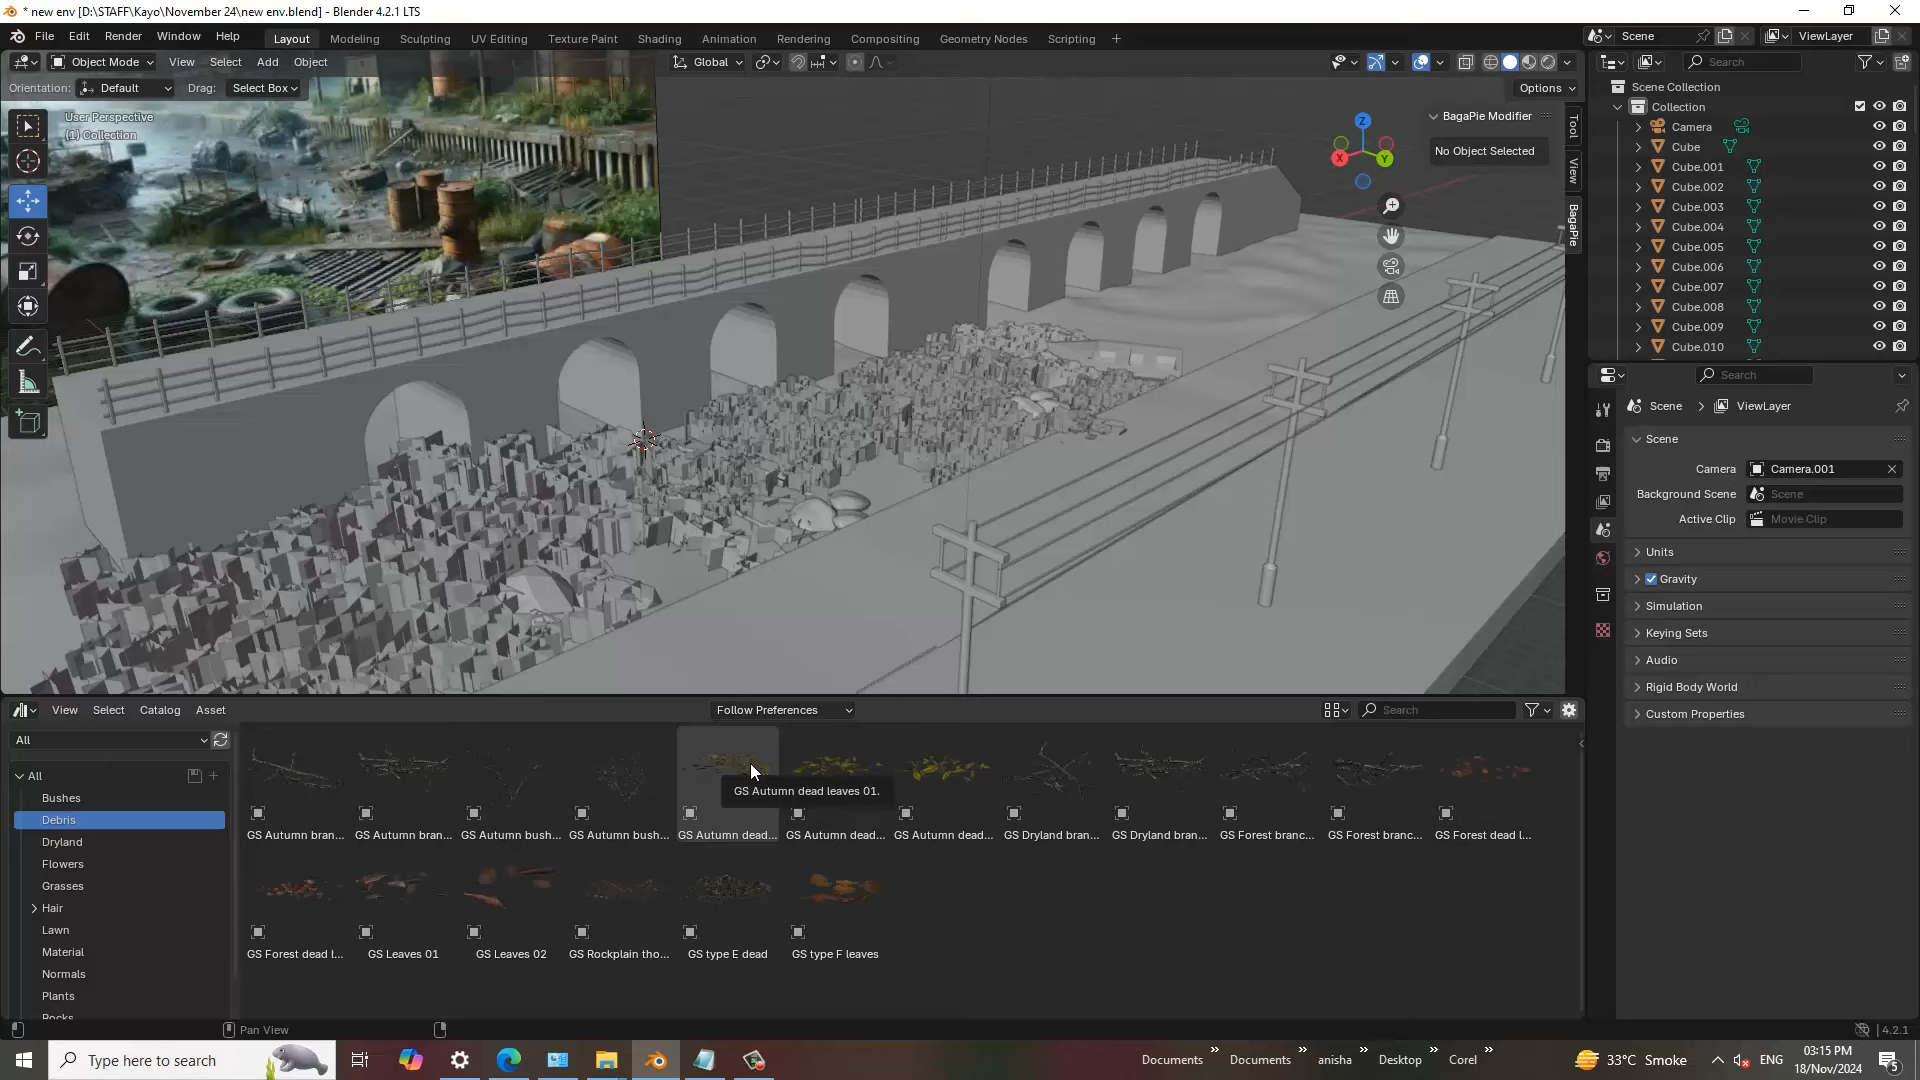 * new env [D:\STAFF\Kayo\November 24\new env.blend] - Blender 4.2.1 LTS
File Edit Render Window Help
Layout Modeling Sculpting UV Editing Texture Paint Shading Animation Rendering Compositing Geometry Nodes Scripting +
Scene ViewLayer
Object Mode View Select Add Object
Global
Search
Orientation: Default Drag: Select Box
Options
User Perspective
(1) Collection
BagaPie Modifier
No Object Selected
Z
X
Y
Tool
View
BagaPie
Scene Collection
Collection
Camera
Cube
Cube.001
Cube.002
Cube.003
Cube.004
Cube.005
Cube.006
Cube.007
Cube.008
Cube.009
Cube.010
Search
Scene > ViewLayer
Scene
Camera Camera.001
Background Scene Scene
Active Clip Movie Clip
Units
Gravity
Simulation
Keying Sets
Audio
Rigid Body World
Custom Properties
View Select Catalog Asset
Follow Preferences
Search
All
All
Bushes
Debris
Dryland
Flowers
Grasses
Hair
Lawn
Material
Normals
Plants
Rocks
GS Autumn dead leaves 01.
GS Autumn bran... GS Autumn bran... GS Autumn bush... GS Autumn bush... GS Autumn dead... GS Autumn dead... GS Autumn dead... GS Dryland bran... GS Dryland bran... GS Forest branc... GS Forest branc... GS Forest dead l...
GS Forest dead l... GS Leaves 01 GS Leaves 02 GS Rockplain tho... GS type E dead GS type F leaves
Pan View
4.2.1
Type here to search
Documents » Documents » anisha » Desktop » Corel »
33°C Smoke
ENG
03:15 PM
18/Nov/2024
5